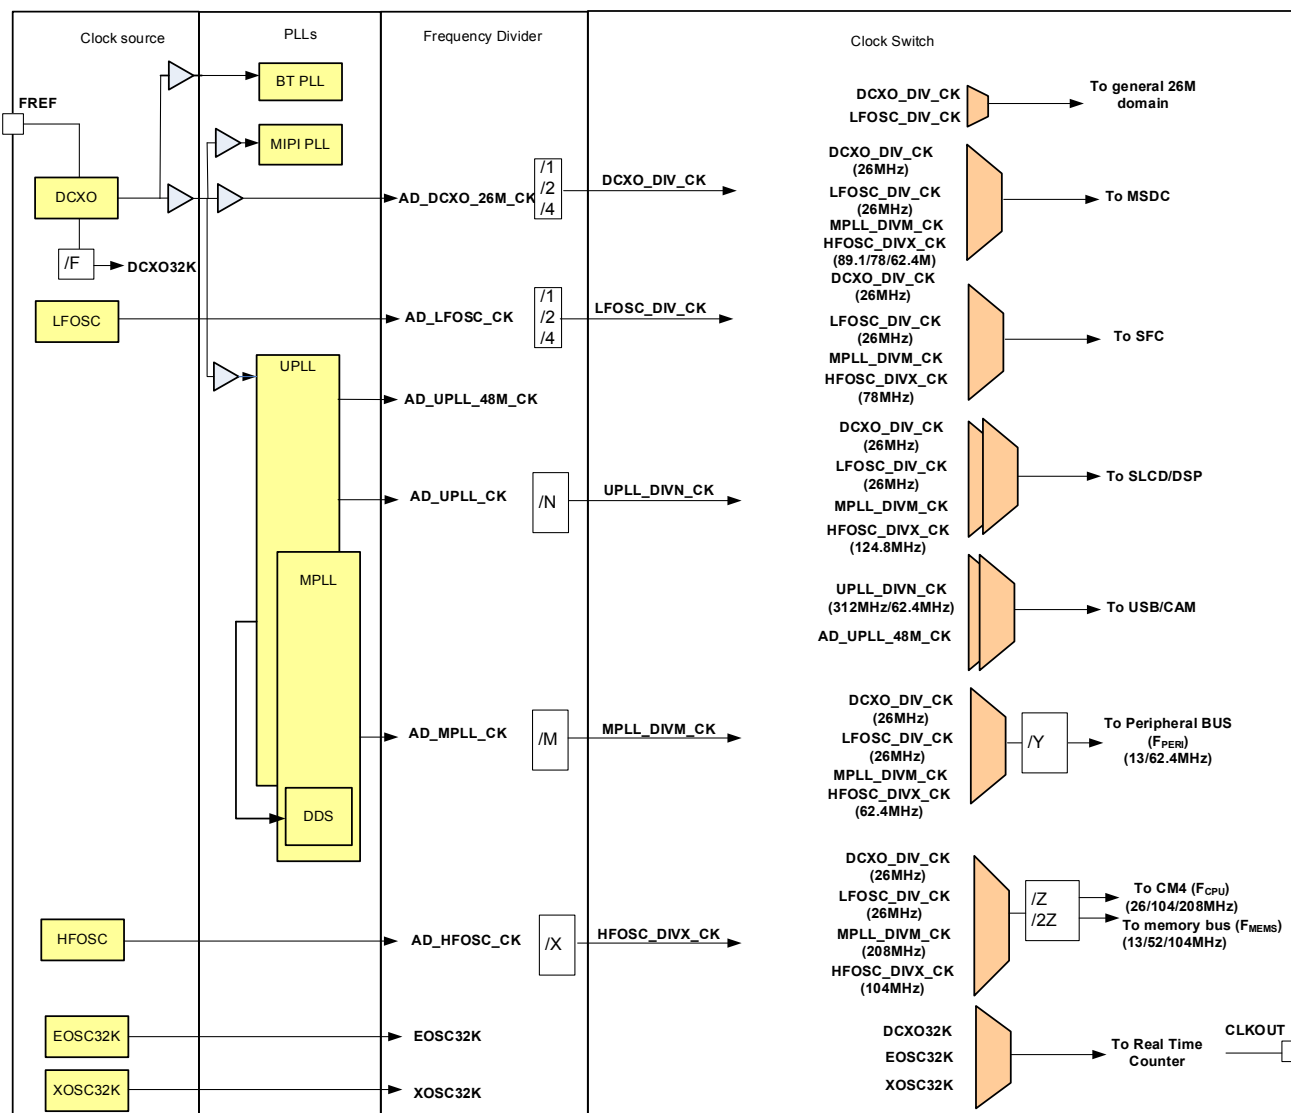 Clock source
PLLs
Frequency Divider
Clock Switch
FREF
DCXO
/F
DCXO32K
LFOSC
HFOSC
EOSC32K
XOSC32K
BT PLL
MIPI PLL
UPLL
MPLL
DDS
AD_DCXO_26M_CK
/1
/2
/4
DCXO_DIV_CK
AD_LFOSC_CK
/1
/2
/4
LFOSC_DIV_CK
AD_UPLL_48M_CK
AD_UPLL_CK
/N
UPLL_DIVN_CK
AD_MPLL_CK
/M
MPLL_DIVM_CK
AD_HFOSC_CK
/X
HFOSC_DIVX_CK
EOSC32K
XOSC32K
DCXO_DIV_CK
LFOSC_DIV_CK
To general 26M
domain
DCXO_DIV_CK
(26MHz)
LFOSC_DIV_CK
(26MHz)
MPLL_DIVM_CK
HFOSC_DIVX_CK
(89.1/78/62.4M)
To MSDC
DCXO_DIV_CK
(26MHz)
LFOSC_DIV_CK
(26MHz)
MPLL_DIVM_CK
HFOSC_DIVX_CK
(78MHz)
To SFC
DCXO_DIV_CK
(26MHz)
LFOSC_DIV_CK
(26MHz)
MPLL_DIVM_CK
HFOSC_DIVX_CK
(124.8MHz)
To SLCD/DSP
UPLL_DIVN_CK
(312MHz/62.4MHz)
AD_UPLL_48M_CK
To USB/CAM
DCXO_DIV_CK
(26MHz)
LFOSC_DIV_CK
(26MHz)
MPLL_DIVM_CK
HFOSC_DIVX_CK
(62.4MHz)
/Y
To Peripheral BUS
(FPERI)
(13/62.4MHz)
DCXO_DIV_CK
(26MHz)
LFOSC_DIV_CK
(26MHz)
MPLL_DIVM_CK
(208MHz)
HFOSC_DIVX_CK
(104MHz)
/Z
/2Z
To CM4 (FCPU)
(26/104/208MHz)
To memory bus (FMEMS)
(13/52/104MHz)
DCXO32K
EOSC32K
XOSC32K
To Real Time
Counter
CLKOUT